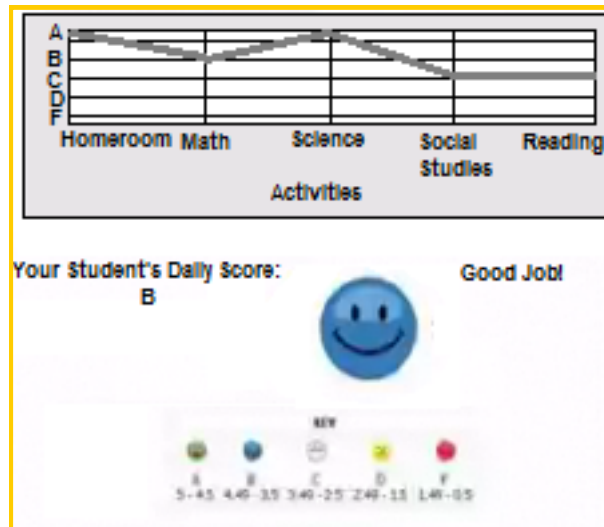 A
B
C
D
F
Homeroom Math Science Social Studies Reading
Activities
Your Student's Daily Score:
B
Good Job!
KEY
A B C D F
5 - 4.5 4.49 - 3.5 3.49 - 2.5 2.49 - 1.5 1.49 - 0.5